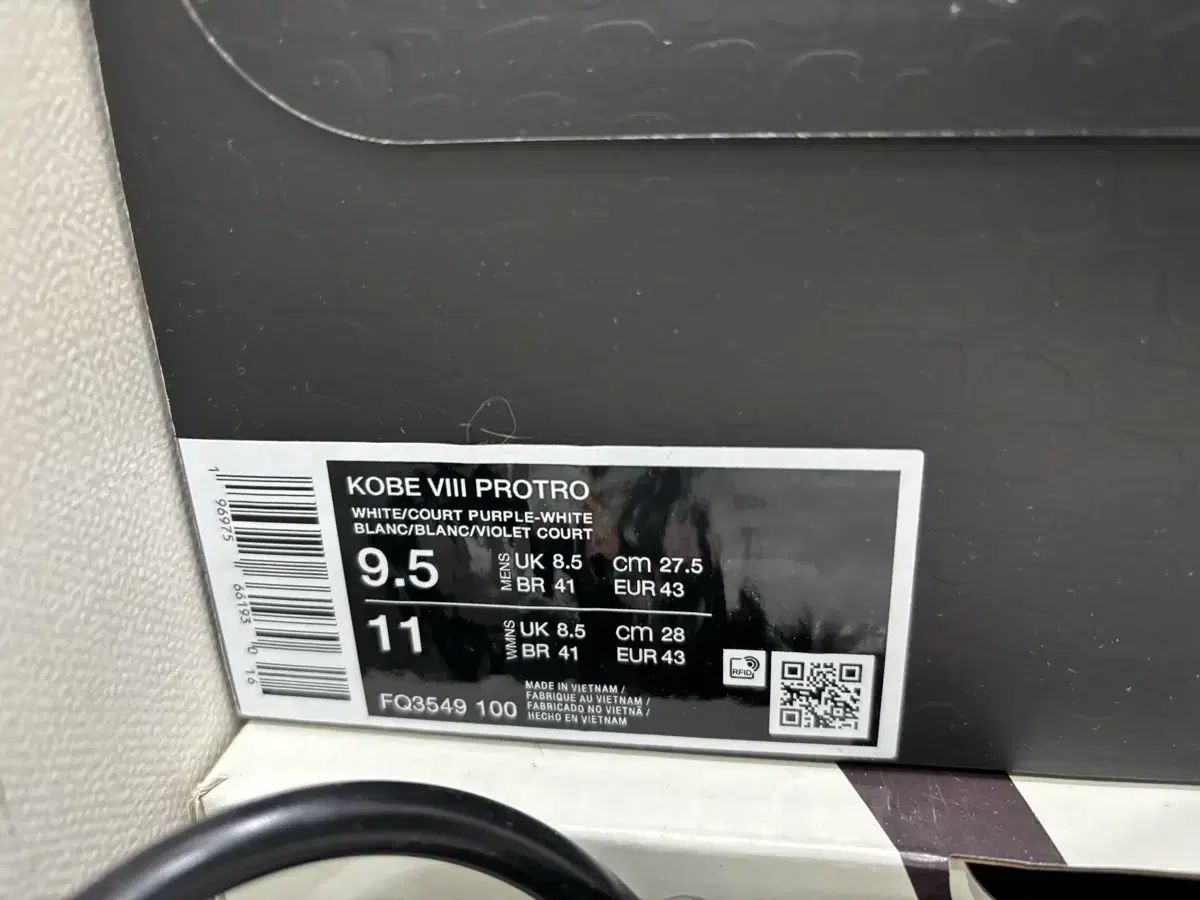 KOBE VIII PROTRO
WHITE/COURT PURPLE-WHITE
BLANC/BLANC/VIOLET COURT
9.5 MENS UK 8.5 cm 27.5
BR 41 EUR 43
11 WMNS UK 8.5 cm 28
BR 41 EUR 43
FQ3549 100
MADE IN VIETNAM /
FABRIQUE AU VIETNAM /
FABRICADO NO VIETNÃ /
HECHO EN VIETNAM
RFID
1 96975 66193 0 16